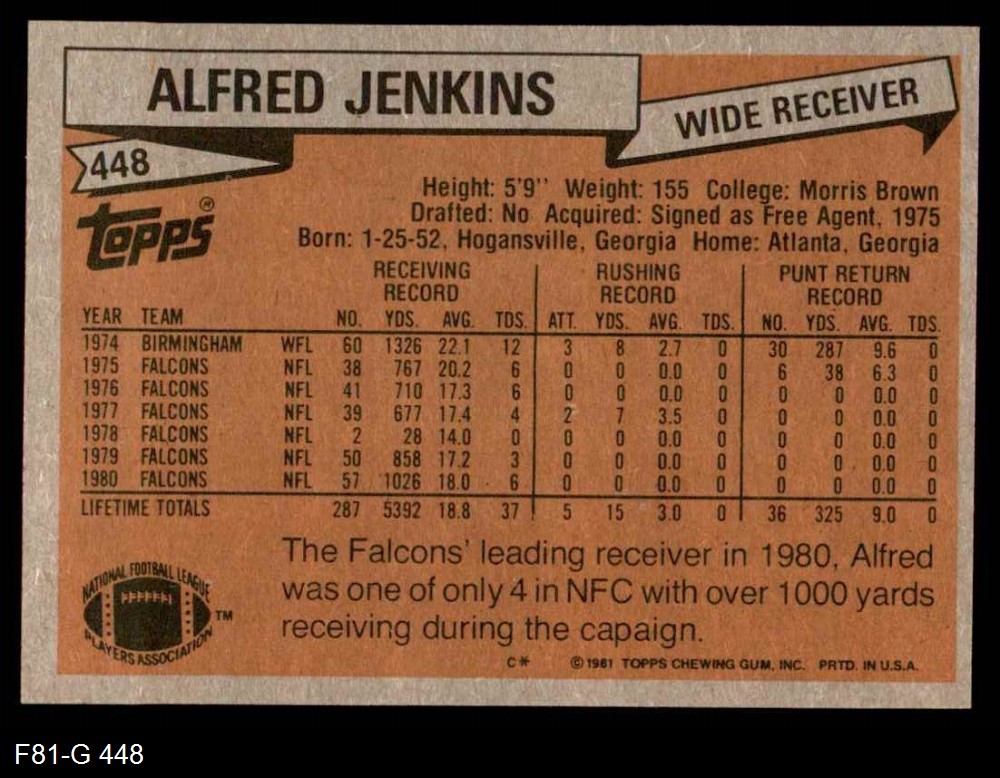 ALFRED JENKINS
WIDE RECEIVER
448
Topps®
Height: 5'9" Weight: 155 College: Morris Brown
Drafted: No Acquired: Signed as Free Agent, 1975
Born: 1-25-52, Hogansville, Georgia Home: Atlanta, Georgia
RECEIVING RECORD RUSHING RECORD PUNT RETURN RECORD
YEAR TEAM NO. YDS. AVG. TDS. ATT. YDS. AVG. TDS. NO. YDS. AVG. TDS.
1974 BIRMINGHAM WFL 60 1326 22.1 12 3 8 2.7 0 30 287 9.6 0
1975 FALCONS NFL 38 767 20.2 6 0 0 0.0 0 6 38 6.3 0
1976 FALCONS NFL 41 710 17.3 6 0 0 0.0 0 0 0 0.0 0
1977 FALCONS NFL 39 677 17.4 4 2 7 3.5 0 0 0 0.0 0
1978 FALCONS NFL 2 28 14.0 0 0 0 0.0 0 0 0 0.0 0
1979 FALCONS NFL 50 858 17.2 3 0 0 0.0 0 0 0 0.0 0
1980 FALCONS NFL 57 1026 18.0 6 0 0 0.0 0 0 0 0.0 0
LIFETIME TOTALS 287 5392 18.8 37 5 15 3.0 0 36 325 9.0 0
The Falcons' leading receiver in 1980, Alfred
was one of only 4 in NFC with over 1000 yards
receiving during the capaign.
NATIONAL FOOTBALL LEAGUE
PLAYERS ASSOCIATION
™
C* © 1981 TOPPS CHEWING GUM, INC. PRTD. IN U.S.A.
F81-G 448